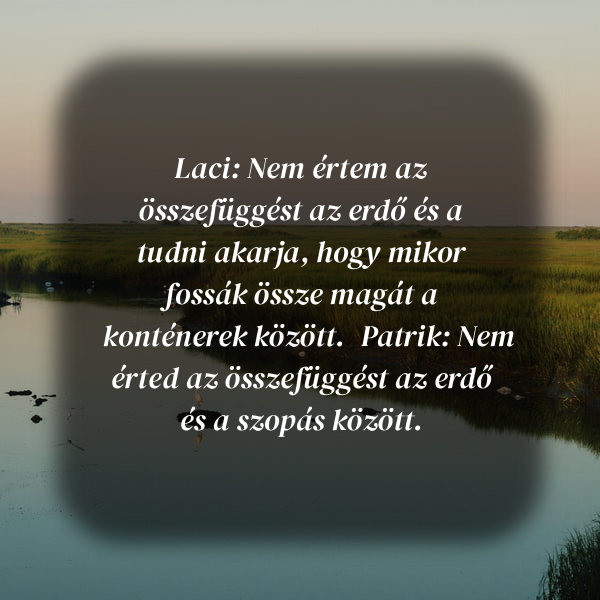 Laci: Nem értem az
összefüggést az erdő és a
tudni akarja, hogy mikor
fossák össze magát a
konténerek között.  Patrik: Nem
érted az összefüggést az erdő
és a szopás között.